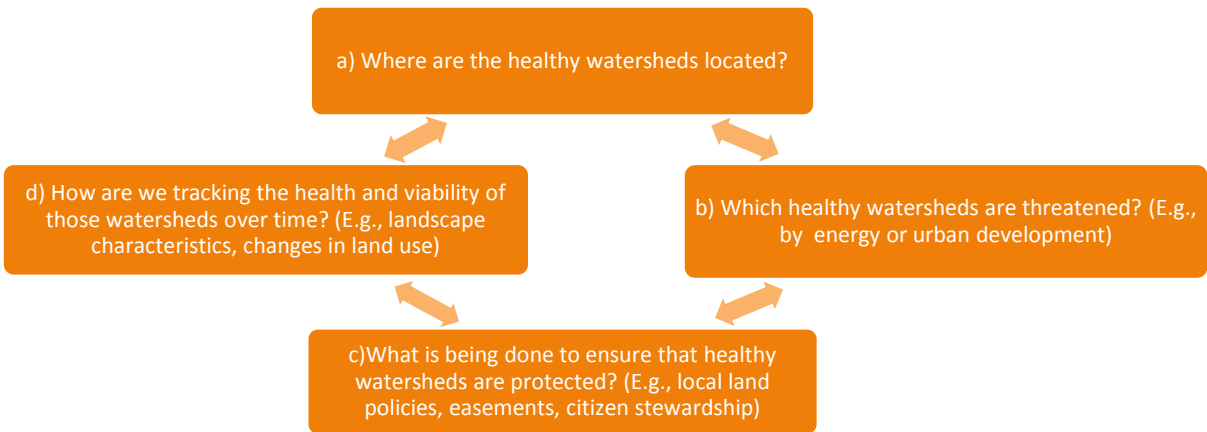 a) Where are the healthy watersheds located?
b) Which healthy watersheds are threatened? (E.g.,
by  energy or urban development)
c)What is being done to ensure that healthy
watersheds are protected? (E.g., local land
policies, easements, citizen stewardship)
d) How are we tracking the health and viability of
those watersheds over time? (E.g., landscape
characteristics, changes in land use)